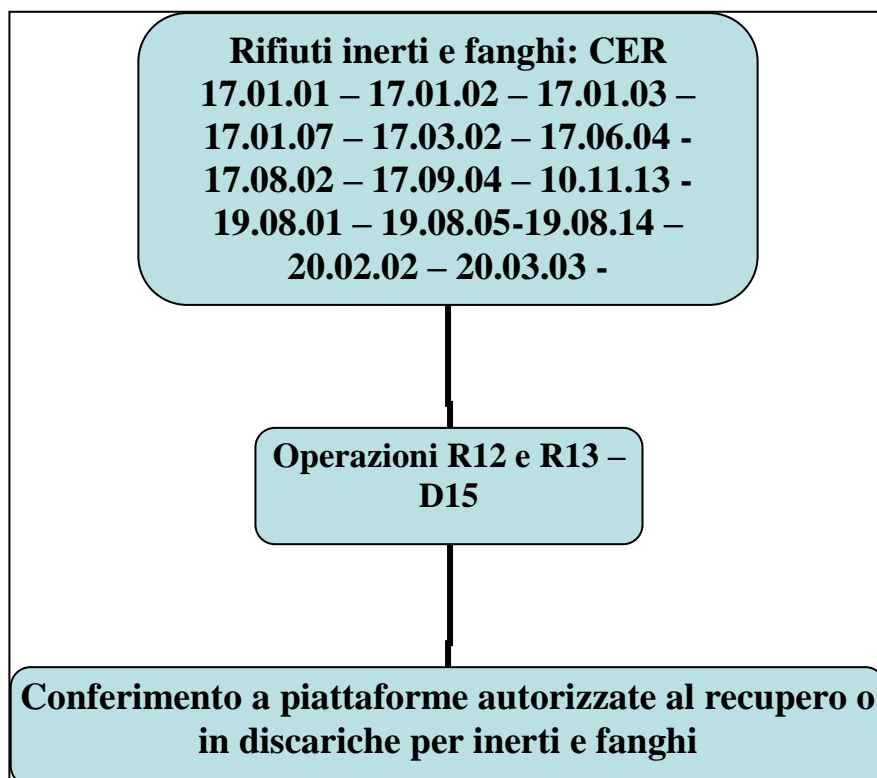 Rifiuti inerti e fanghi: CER
17.01.01 – 17.01.02 – 17.01.03 –
17.01.07 – 17.03.02 – 17.06.04 -
17.08.02 – 17.09.04 – 10.11.13 -
19.08.01 – 19.08.05-19.08.14 –
20.02.02 – 20.03.03 -
Operazioni R12 e R13 –
D15
Conferimento a piattaforme autorizzate al recupero o
in discariche per inerti e fanghi